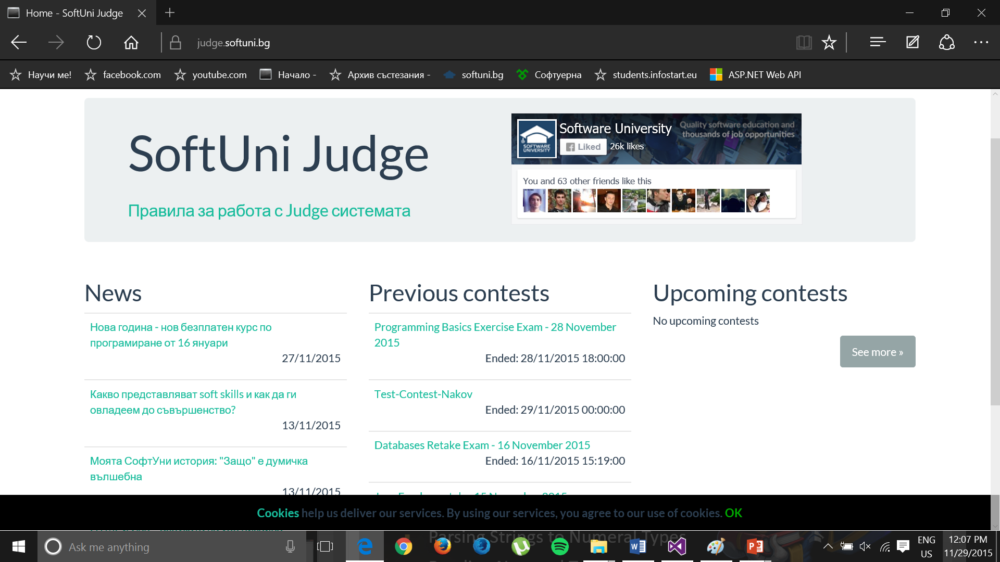 Home - SoftUni Judge
judge.softuni.bg
Научи ме!
facebook.com
youtube.com
Начало -
Архив състезания -
softuni.bg
Софтуерна
students.infostart.eu
ASP.NET Web API
SoftUni Judge
Правила за работа с Judge системата
Software University
Quality software education and
thousands of job opportunities
SOFTWARE
UNIVERSITY
Liked
26k likes
You and 63 other friends like this
News
Нова година - нов безплатен курс по
програмиране от 16 януари
27/11/2015
Какво представляват soft skills и как да ги
овладеем до съвършенство?
13/11/2015
Моята СофтУни история: "Защо" е думичка
вълшебна
13/11/2015
Previous contests
Programming Basics Exercise Exam - 28 November
2015
Ended: 28/11/2015 18:00:00
Test-Contest-Nakov
Ended: 29/11/2015 00:00:00
Databases Retake Exam - 16 November 2015
Ended: 16/11/2015 15:19:00
Upcoming contests
No upcoming contests
See more »
Cookies help us deliver our services. By using our services, you agree to our use of cookies. OK
Parsing Strings to Numeral Types
Ask me anything
ENG
US
12:07 PM
11/29/2015